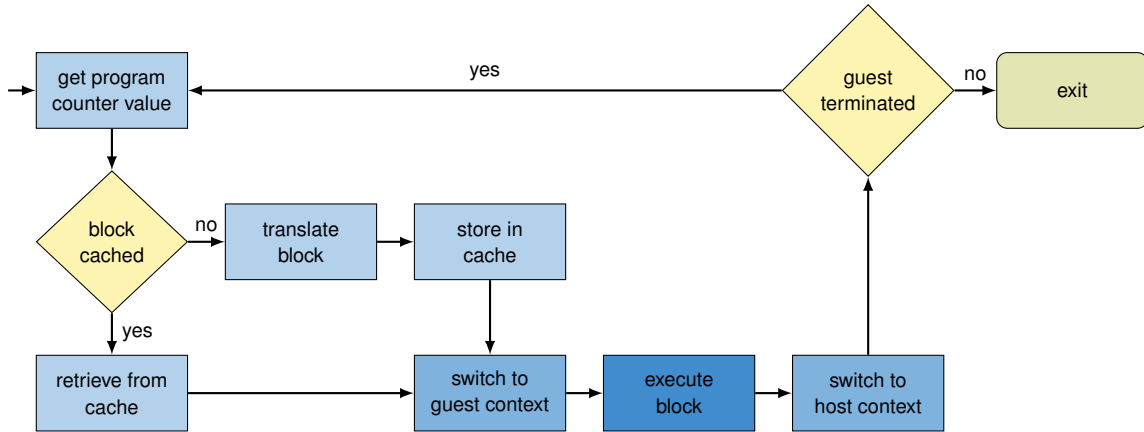 get program
counter value
yes
guest
terminated
no
exit
block
cached
no
translate
block
store in
cache
yes
retrieve from
cache
switch to
guest context
execute
block
switch to
host context